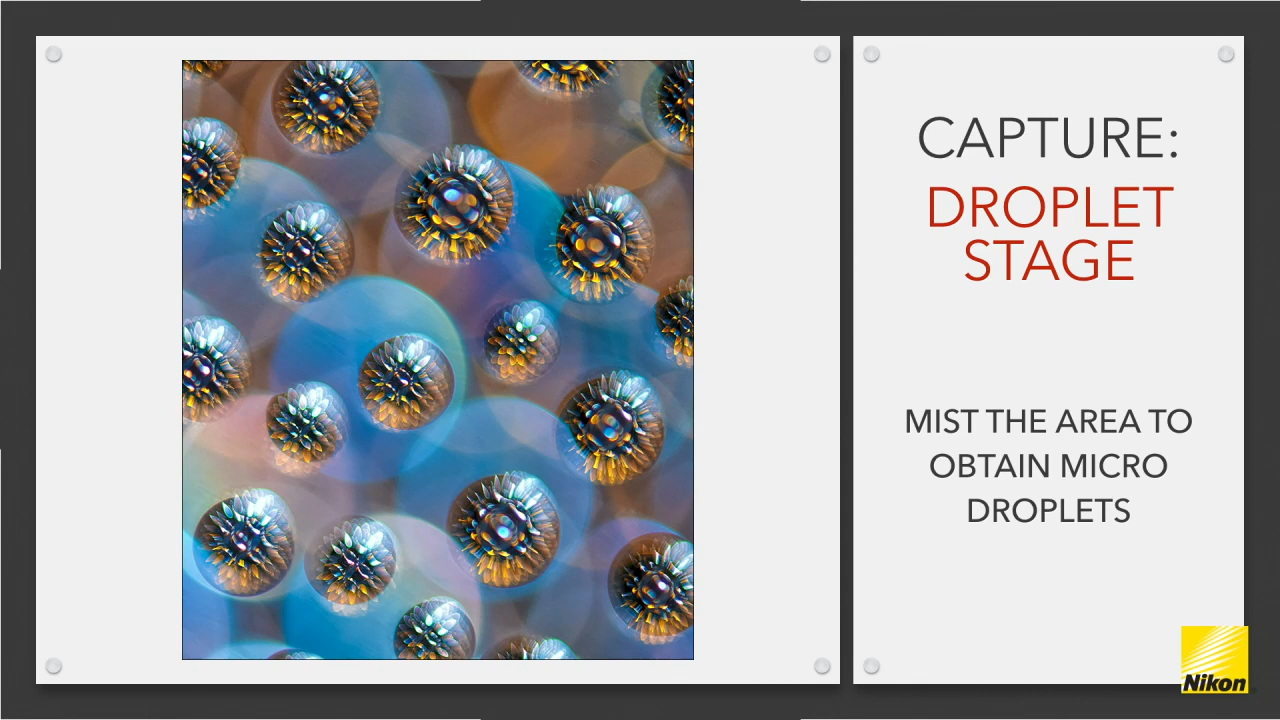 CAPTURE:
DROPLET
STAGE
MIST THE AREA TO
OBTAIN MICRO
DROPLETS
Nikon